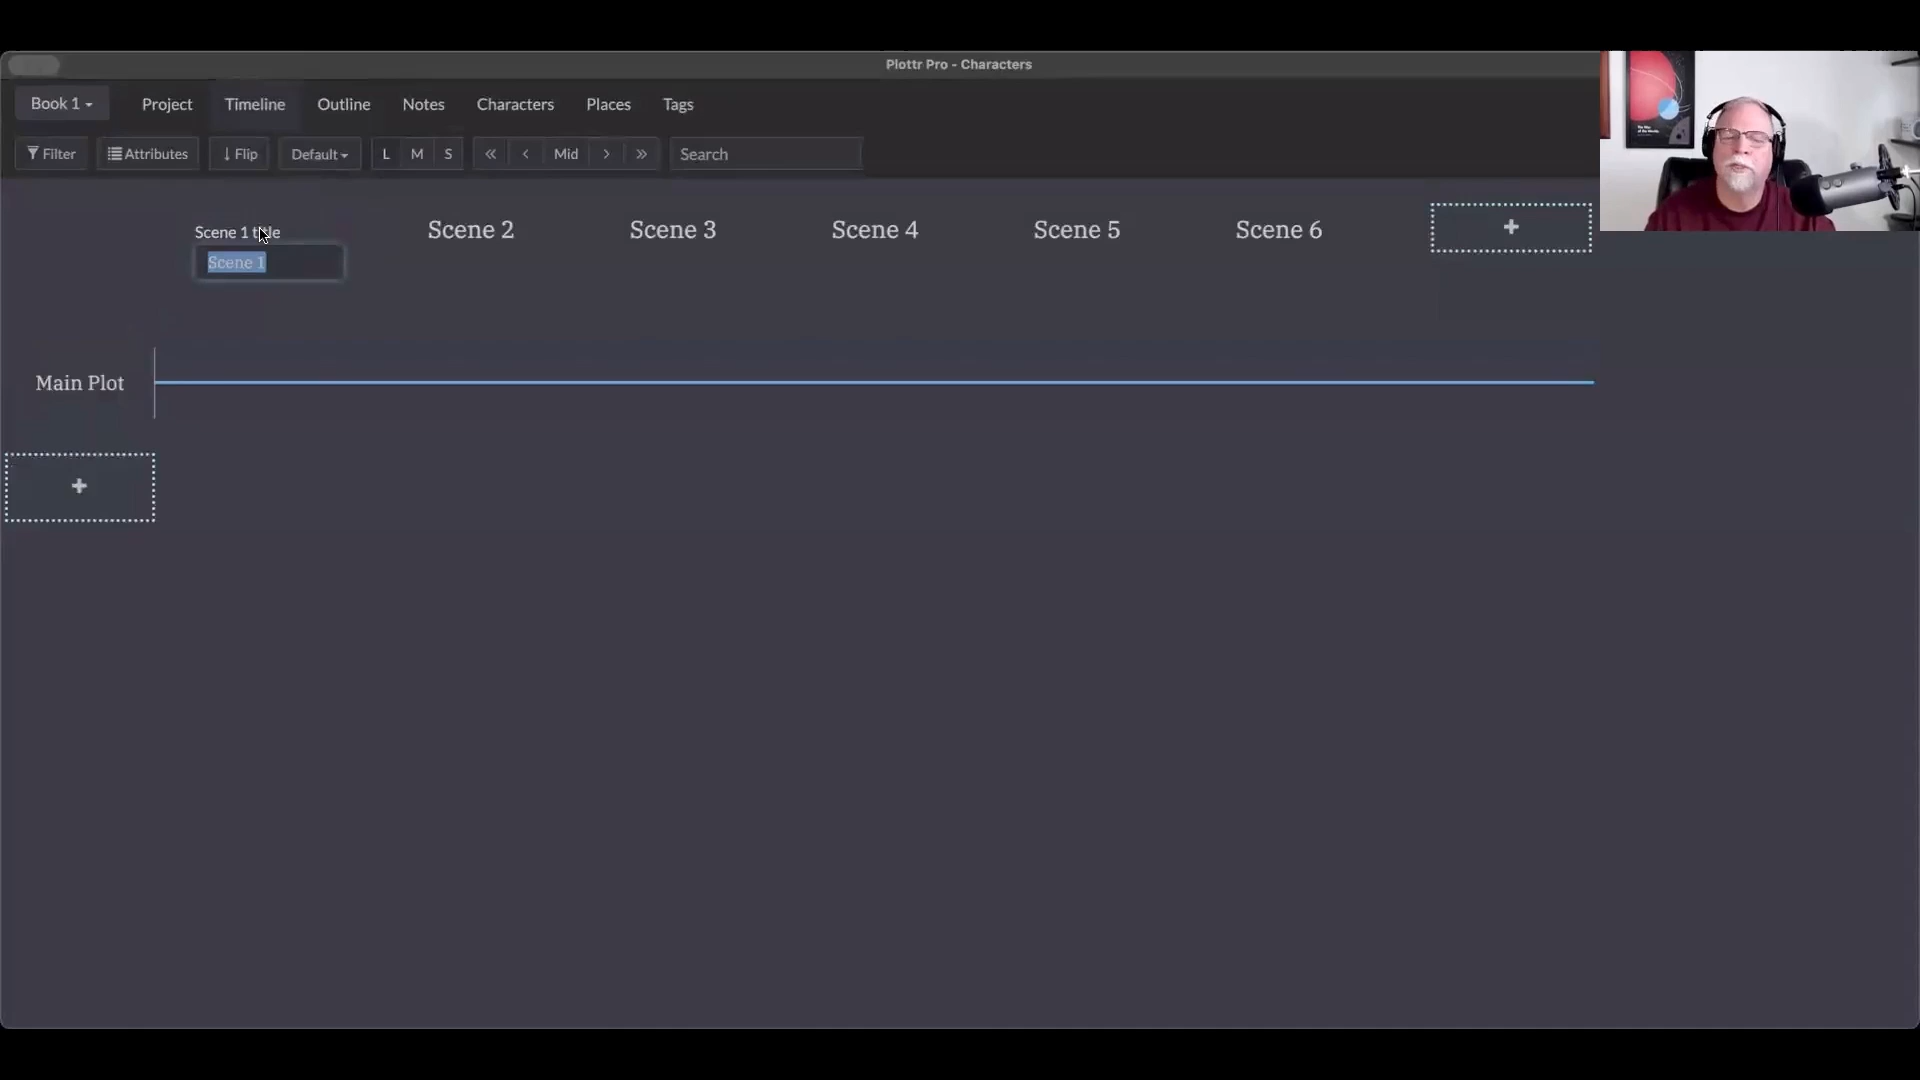 Plottr Pro - Characters
Book 1
Project
Timeline
Outline
Notes
Characters
Places
Tags
Filter
Attributes
Flip
Default
L
M
S
Mid
Search
Scene 1 title
Scene 1
Scene 2
Scene 3
Scene 4
Scene 5
Scene 6
Main Plot